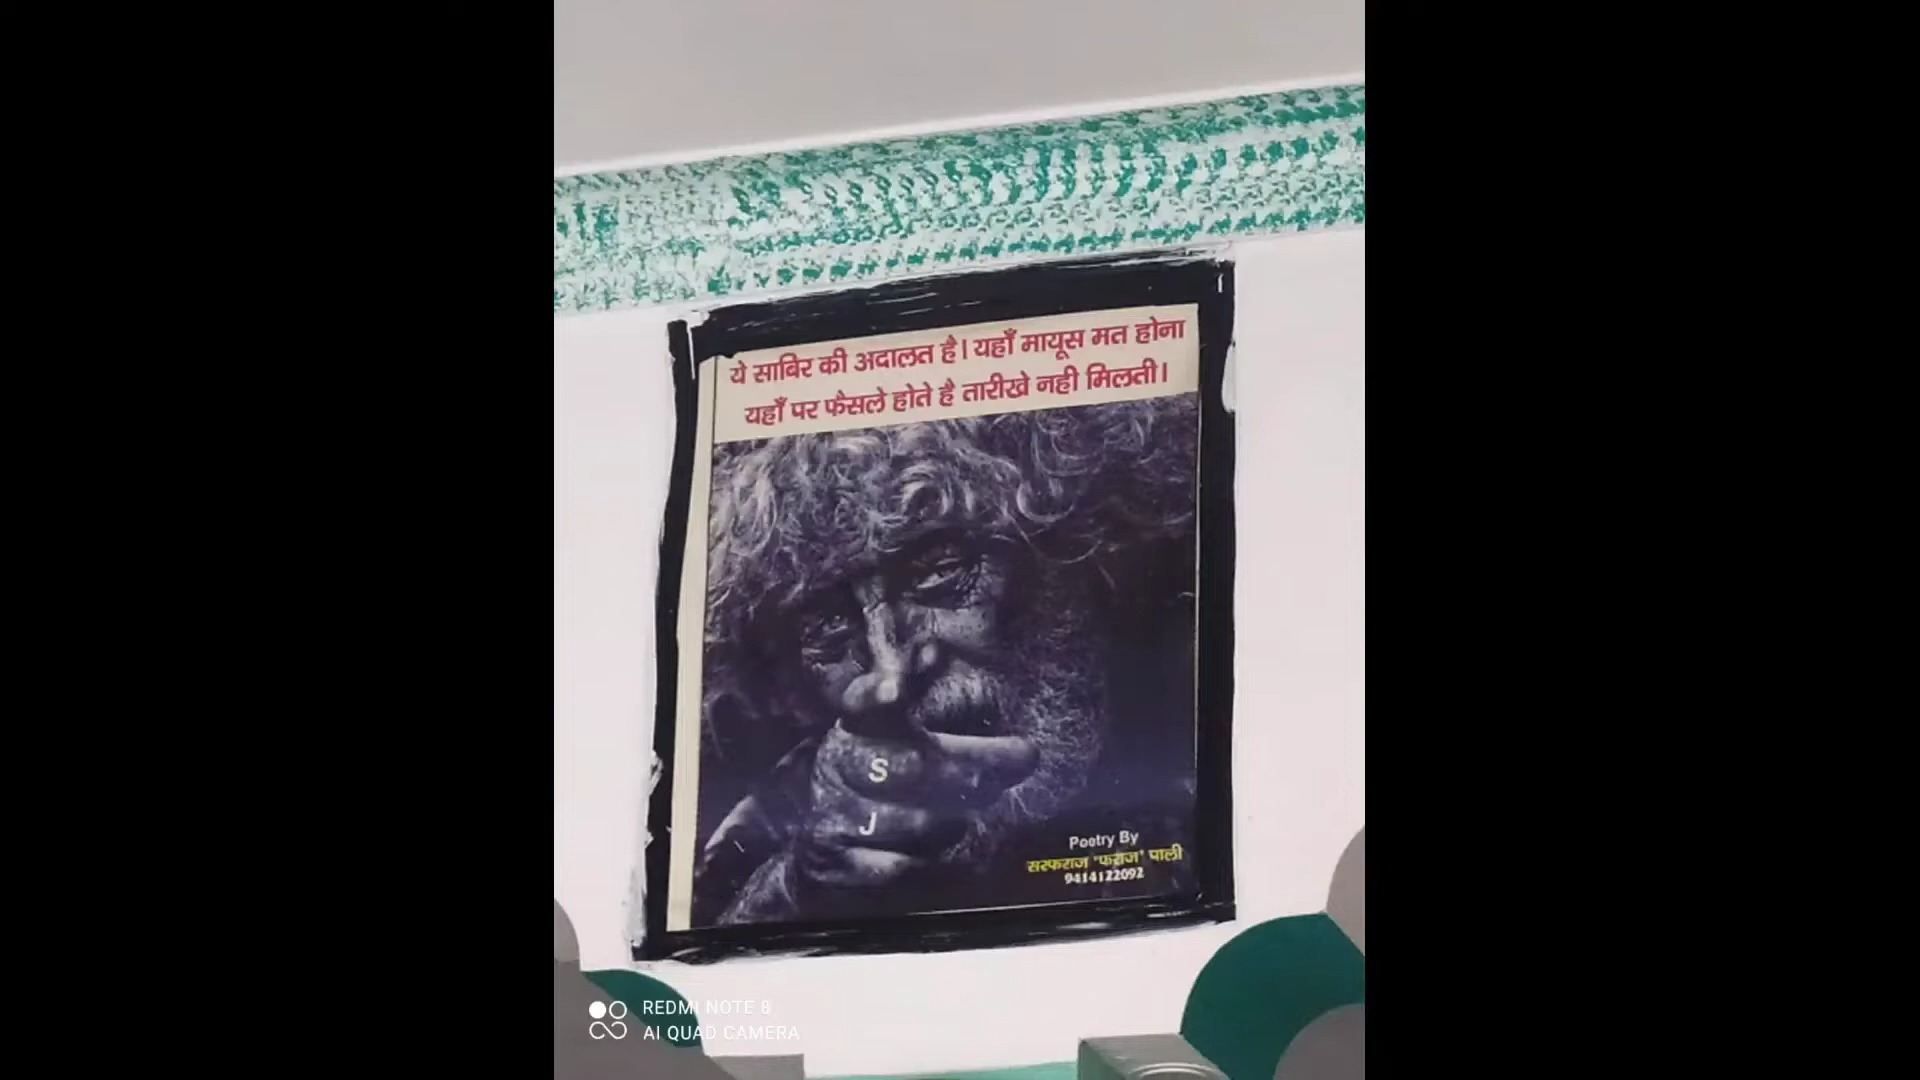 ये साबिर की अदालत है। यहाँ मायूस मत होना
यहाँ पर फैसले होते है तारीखे नही मिलती।
S
J
Poetry By
सरफराज 'फराज' पाली
9414122092
REDMI NOTE 8
AI QUAD CAMERA